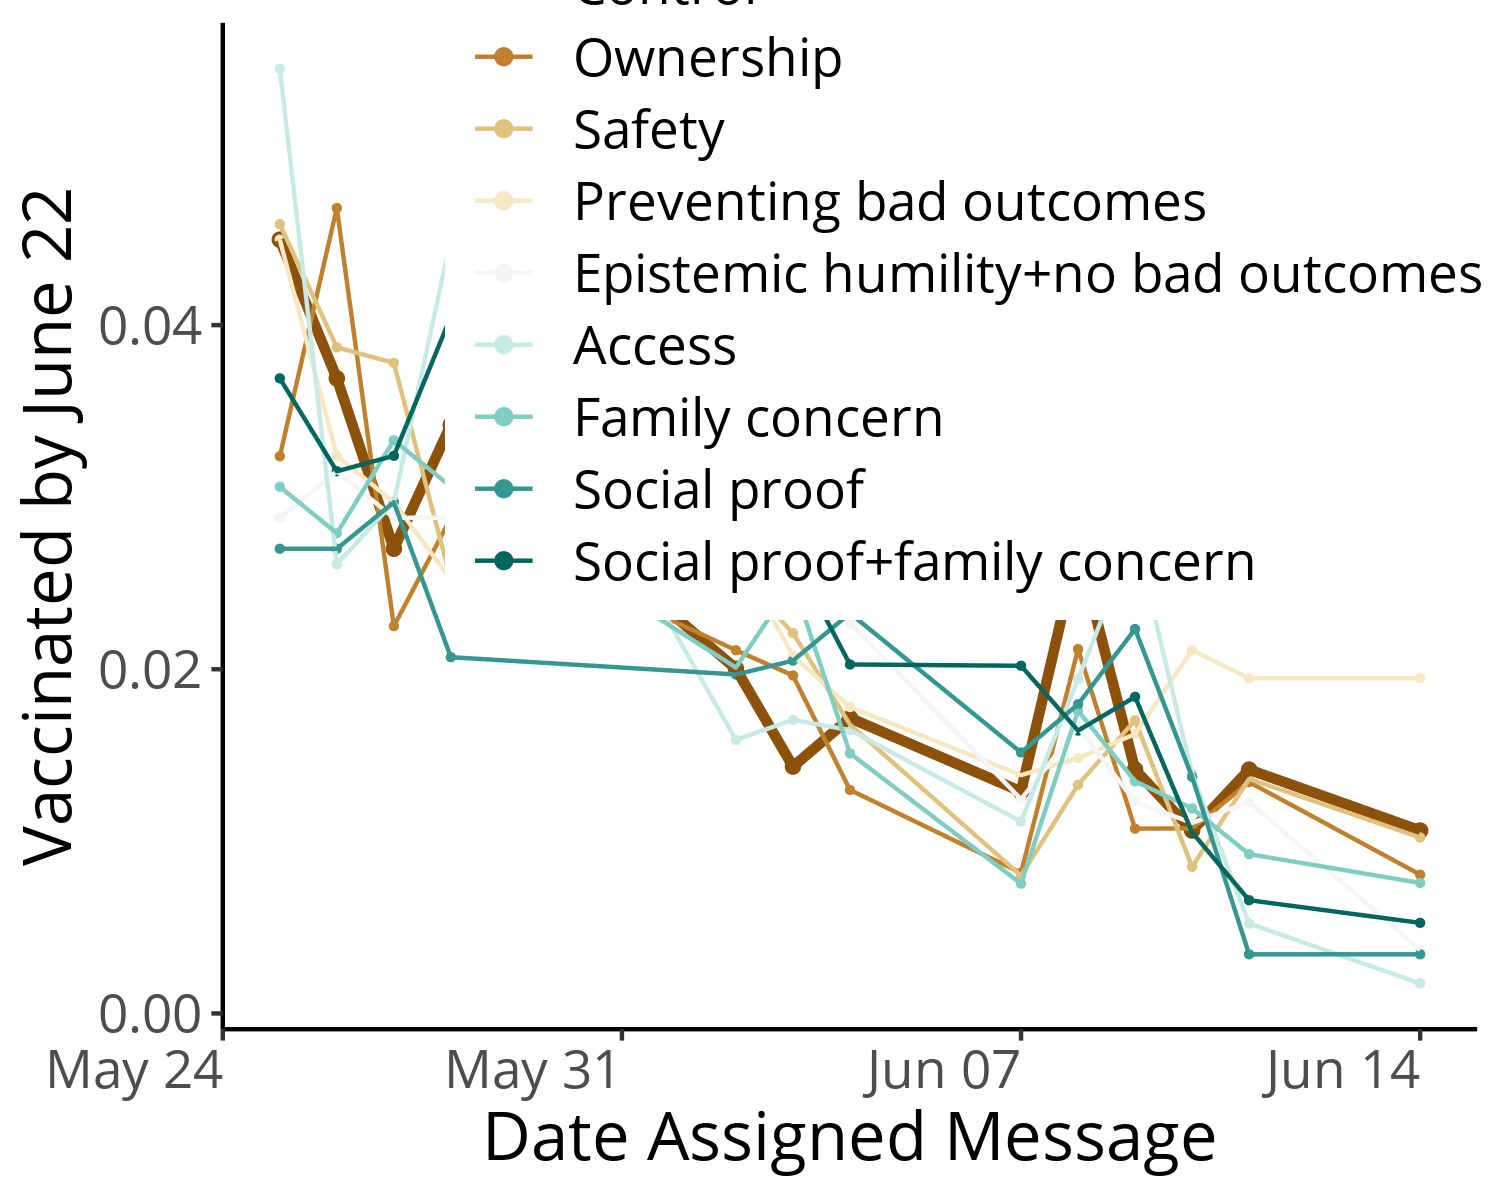 Control
Ownership
Safety
Preventing bad outcomes
Epistemic humility+no bad outcomes
Access
Family concern
Social proof
Social proof+family concern
Vaccinated by June 22
0.04
0.02
0.00
May 24
May 31
Jun 07
Jun 14
Date Assigned Message